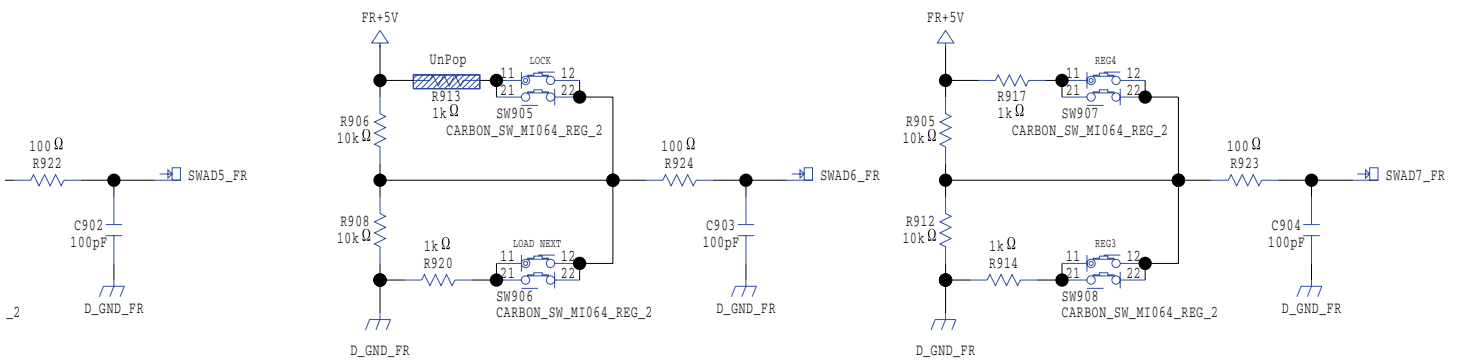 FR+5V
FR+5V
UnPop
LOCK
11
12
21
22
R913
1kΩ
SW905
CARBON_SW_MI064_REG_2
REG4
11
12
21
22
R917
1kΩ
SW907
CARBON_SW_MI064_REG_2
R906
10kΩ
R905
10kΩ
100Ω
R922
SWAD5_FR
100Ω
R924
SWAD6_FR
100Ω
R923
SWAD7_FR
C902
100pF
R908
10kΩ
C903
100pF
R912
10kΩ
C904
100pF
1kΩ
R920
LOAD NEXT
11
12
21
22
SW906
CARBON_SW_MI064_REG_2
1kΩ
R914
REG3
11
12
21
22
SW908
CARBON_SW_MI064_REG_2
_2
D_GND_FR
D_GND_FR
D_GND_FR
D_GND_FR
D_GND_FR